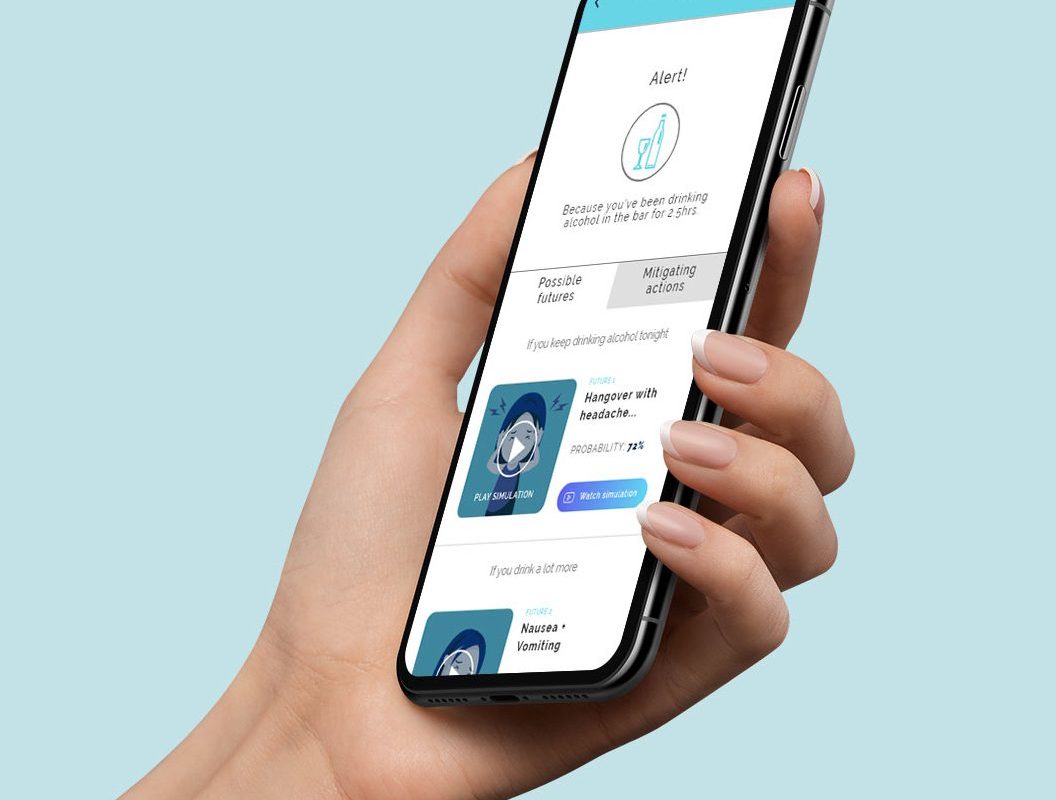 Alert!
Because you've been drinking
alcohol in the bar for 2 5hrs.
Possible
futures
Mitigating
actions
If you keep drinking alcohol tonight
FUTURE 1
Hangover with
headache...
PROBABILITY: 72%
PLAY SIMULATION
Watch simulation
If you drink a lot more
FUTURE 2
Nausea +
Vomiting